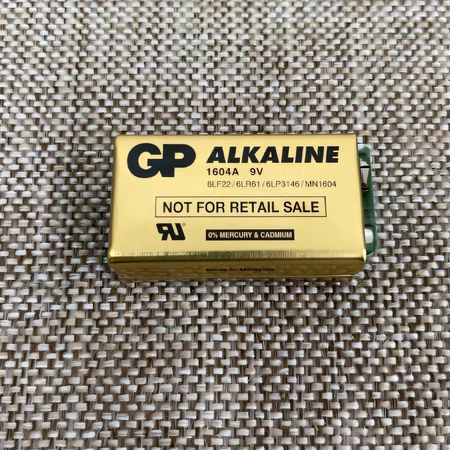 GP ALKALINE
1604A 9V
6LF22/6LR61/6LP3146/MN1604
NOT FOR RETAIL SALE
0% MERCURY & CADMIUM